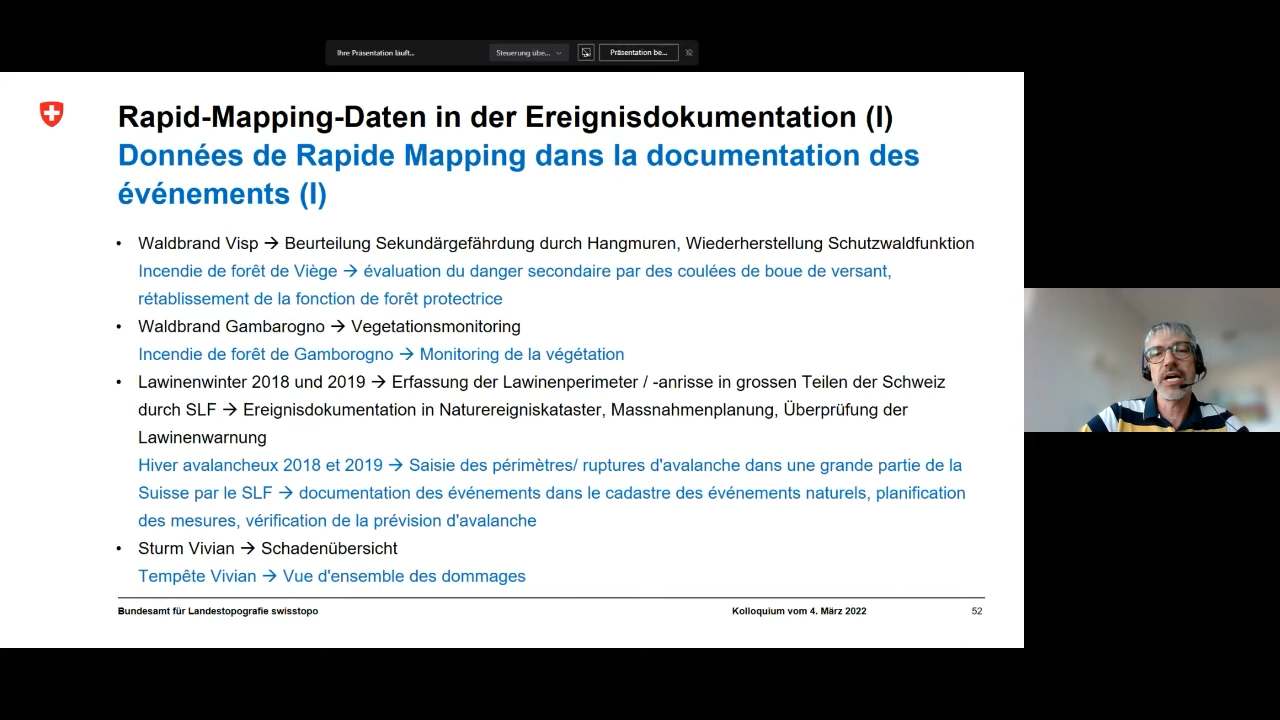 Ihre Präsentation läuft...
Steuerung übe...
Präsentation be...
Rapid-Mapping-Daten in der Ereignisdokumentation (I)
Données de Rapide Mapping dans la documentation des
événements (I)
• Waldbrand Visp → Beurteilung Sekundärgefährdung durch Hangmuren, Wiederherstellung Schutzwaldfunktion
Incendie de forêt de Viège → évaluation du danger secondaire par des coulées de boue de versant,
rétablissement de la fonction de forêt protectrice
• Waldbrand Gambarogno → Vegetationsmonitoring
Incendie de forêt de Gamborogno → Monitoring de la végétation
• Lawinenwinter 2018 und 2019 → Erfassung der Lawinenperimeter / -anrisse in grossen Teilen der Schweiz
durch SLF → Ereignisdokumentation in Naturereigniskataster, Massnahmenplanung, Überprüfung der
Lawinenwarnung
Hiver avalancheux 2018 et 2019 → Saisie des périmètres/ ruptures d'avalanche dans une grande partie de la
Suisse par le SLF → documentation des événements dans le cadastre des événements naturels, planification
des mesures, vérification de la prévision d'avalanche
• Sturm Vivian → Schadenübersicht
Tempête Vivian → Vue d'ensemble des dommages
Bundesamt für Landestopografie swisstopo
Kolloquium vom 4. März 2022
52